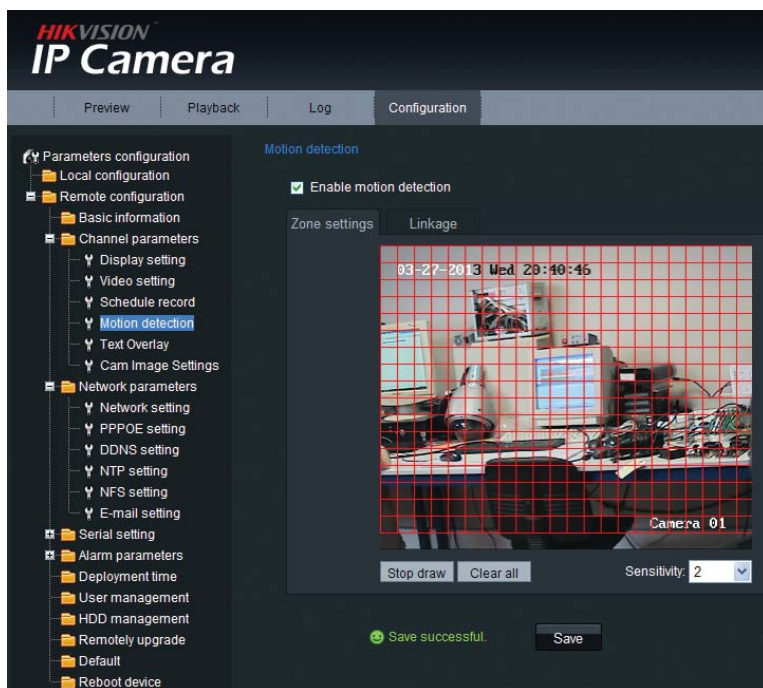 HIKVISION
IP Camera
Preview
Playback
Log
Configuration
Parameters configuration
Local configuration
Remote configuration
Basic information
Channel parameters
Display setting
Video setting
Schedule record
Motion detection
Text Overlay
Cam Image Settings
Network parameters
Network setting
PPPOE setting
DDNS setting
NTP setting
NFS setting
E-mail setting
Serial setting
Alarm parameters
Deployment time
User management
HDD management
Remotely upgrade
Default
Reboot device
Motion detection
Enable motion detection
Zone settings
Linkage
03-27-2013 Wed 20:40:46
Camera 01
Stop draw
Clear all
Sensitivity: 2
Save successful.
Save